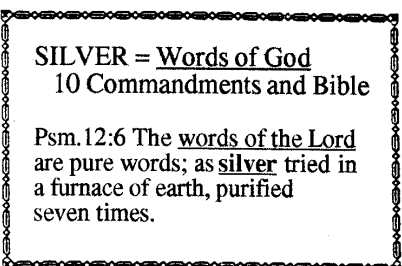 SILVER = Words of God
10 Commandments and Bible
Psm.12:6 The words of the Lord
are pure words; as silver tried in
a furnace of earth, purified
seven times.